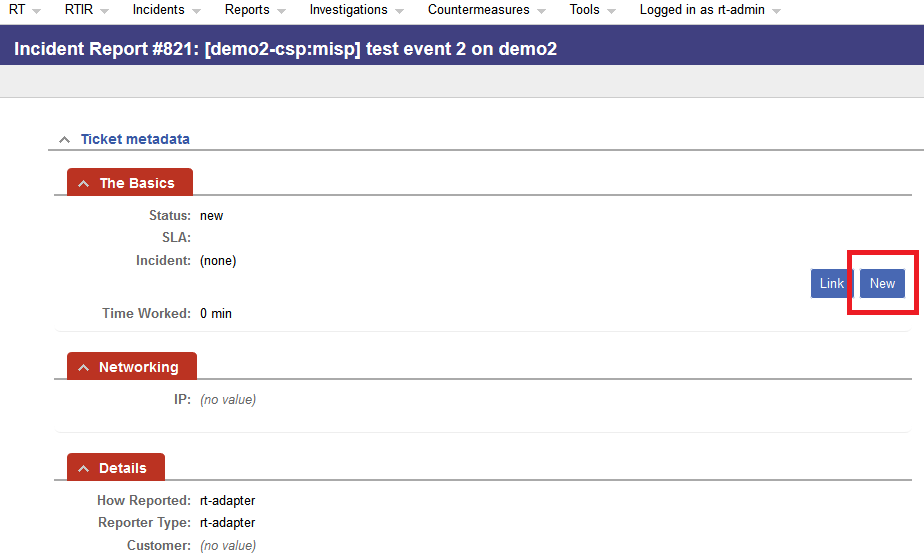 RT RTIR Incidents Reports Investigations Countermeasures Tools Logged in as rt-admin
Incident Report #821: [demo2-csp:misp] test event 2 on demo2
Ticket metadata
The Basics
Status: new
SLA:
Incident: (none)
Link New
Time Worked: 0 min
Networking
IP: (no value)
Details
How Reported: rt-adapter
Reporter Type: rt-adapter
Customer: (no value)